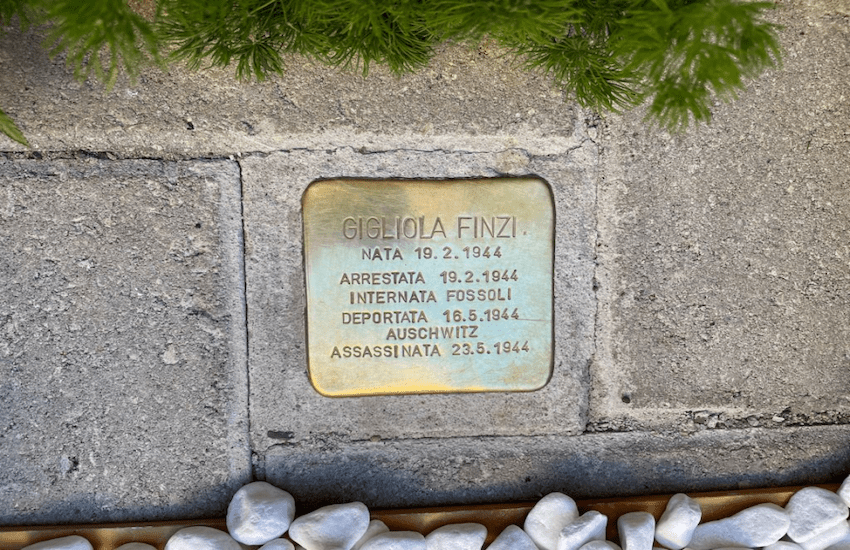 GIGLIOLA FINZI
NATA 19.2.1944
ARRESTATA 19.2.1944
INTERNATA FOSSOLI
DEPORTATA 16.5.1944
AUSCHWITZ
ASSASSINATA 23.5.1944